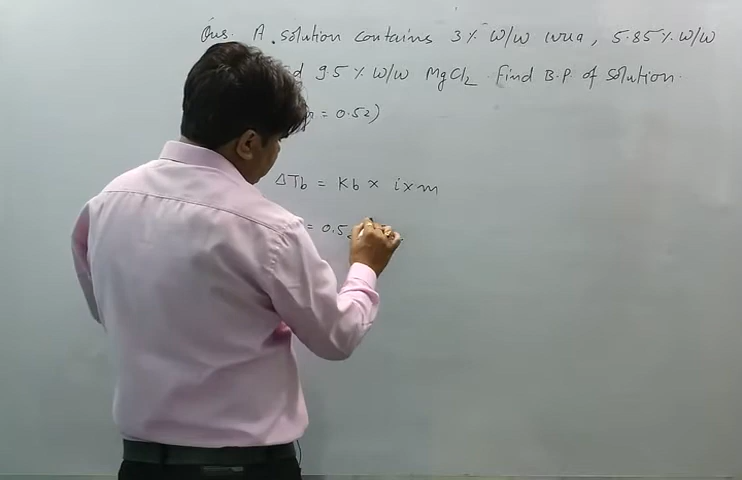 Ques. A solution contains 3% W/W urea, 5.85% W/W
9.5% W/W MgCl2. Find B.P of solution.
= 0.52)
ΔTb = Kb × i × m
= 0.5